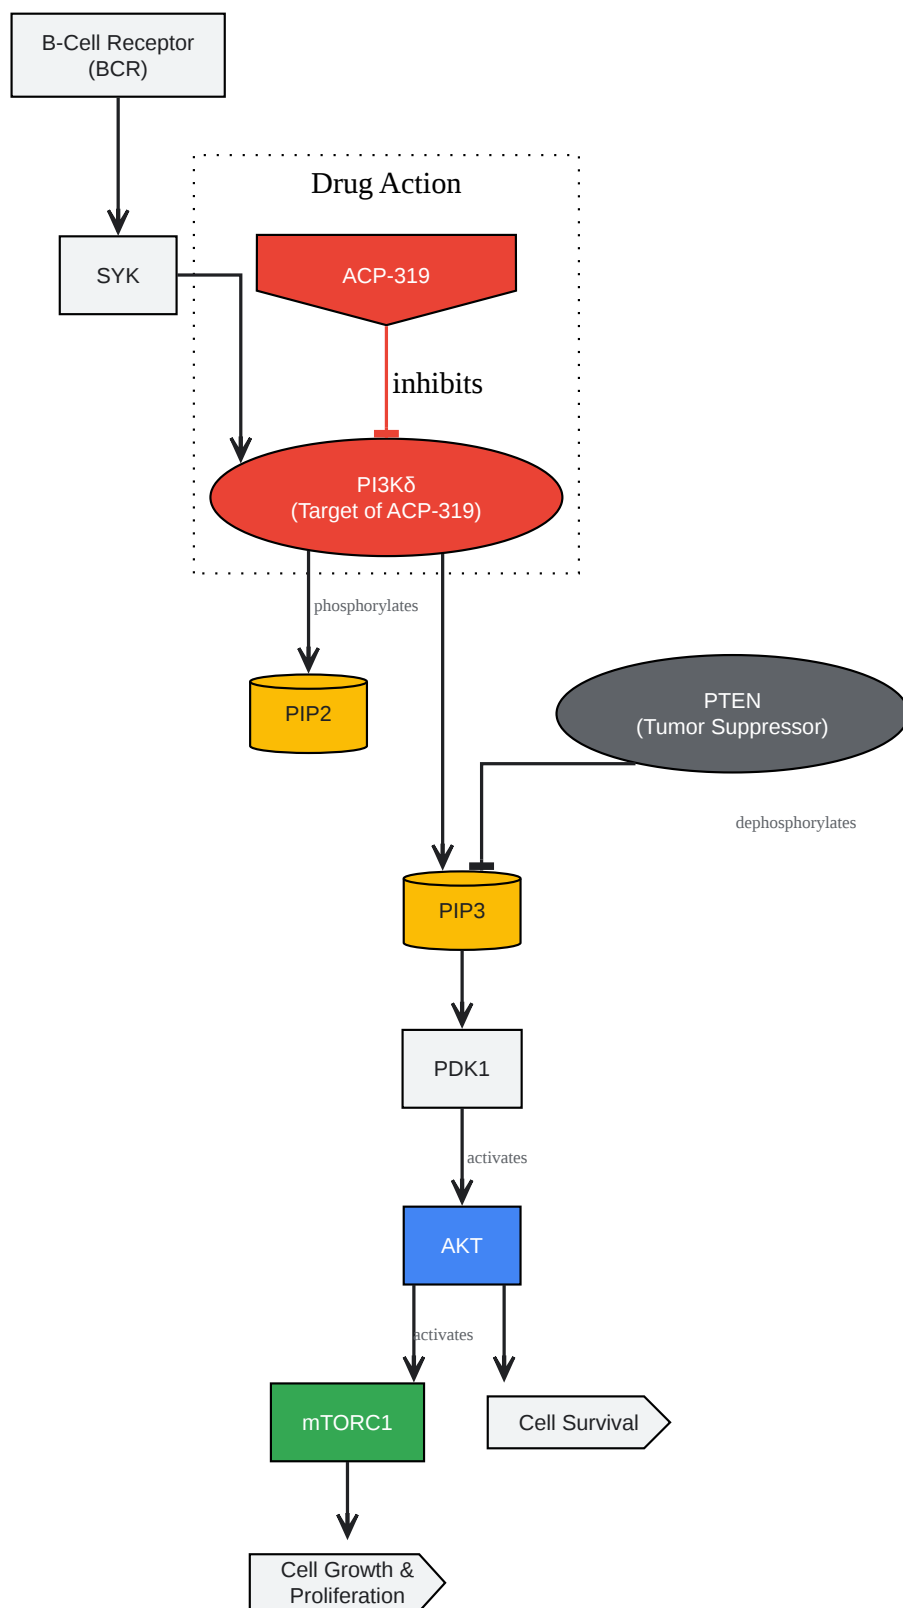 B-Cell Receptor
(BCR)
Drug Action
SYK
ACP-319
inhibits
PI3Kδ
(Target of ACP-319)
phosphorylates
PIP2
PTEN
(Tumor Suppressor)
dephosphorylates
PIP3
PDK1
activates
AKT
activates
mTORC1
Cell Survival
Cell Growth &
Proliferation